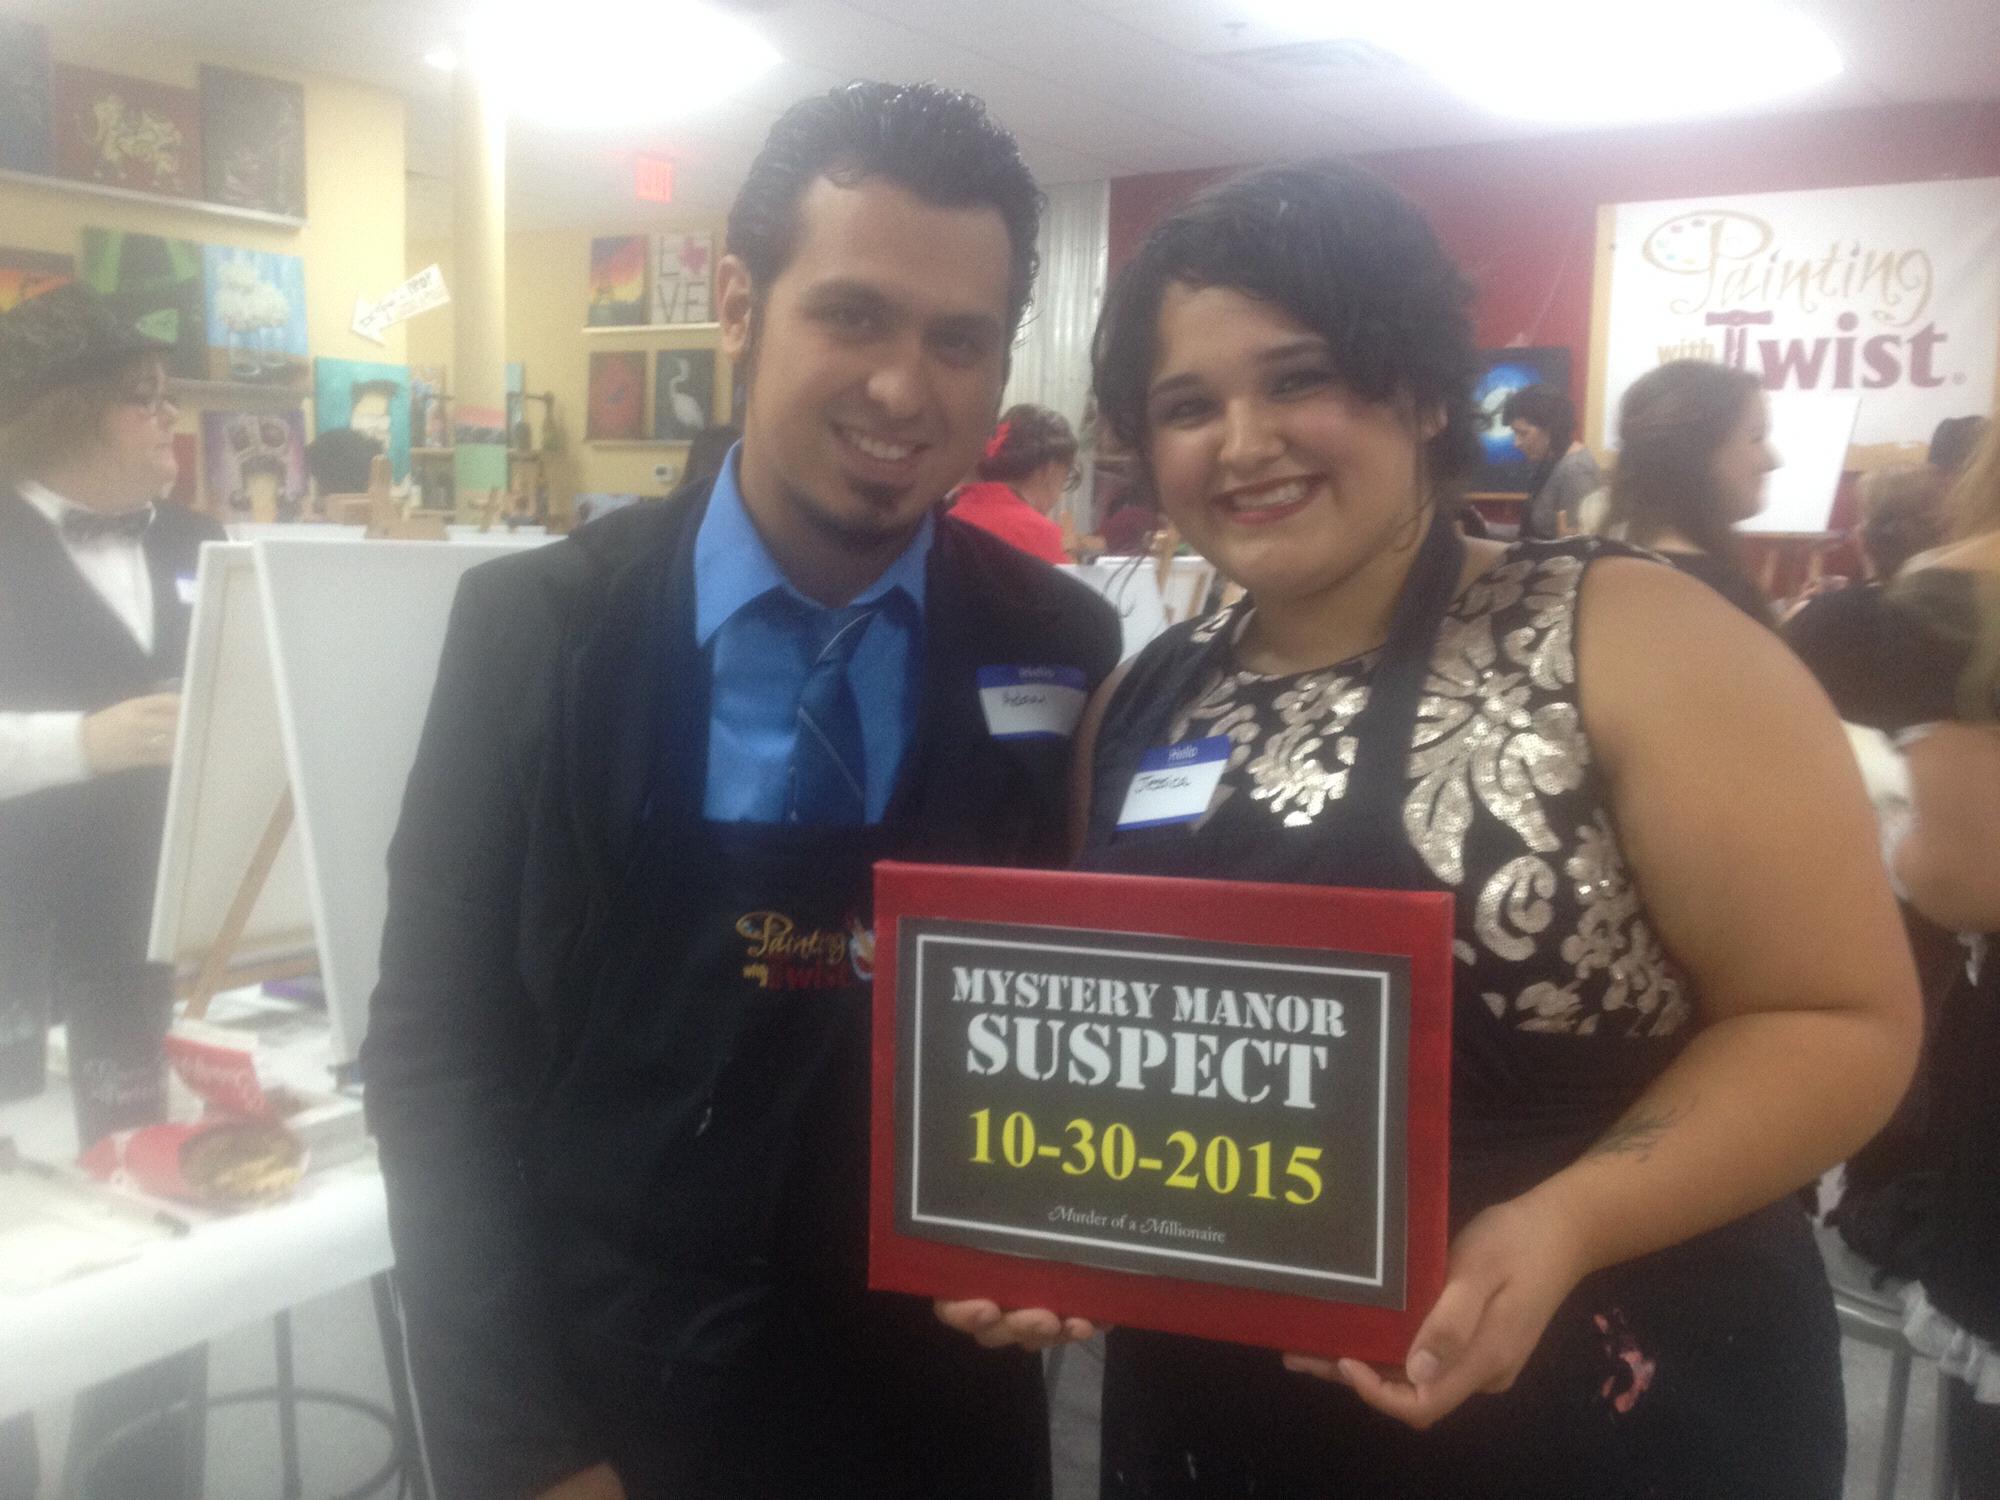 EXIT
LOVE
Painting
with Twist
Hello
Adam
Hello
Jessica
Painting
Twist
MYSTERY MANOR
SUSPECT
10-30-2015
Murder of a Millionaire